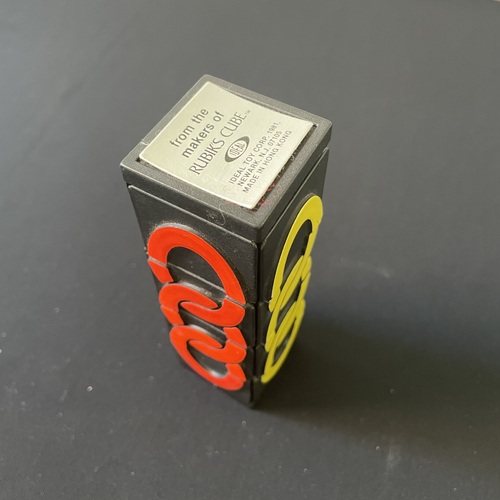 from the
makers of
RUBIKS CUBE™
IDEAL
IDEAL TOY CORP. 1981,
NEWARK, N.J. 07105
MADE IN HONG KONG